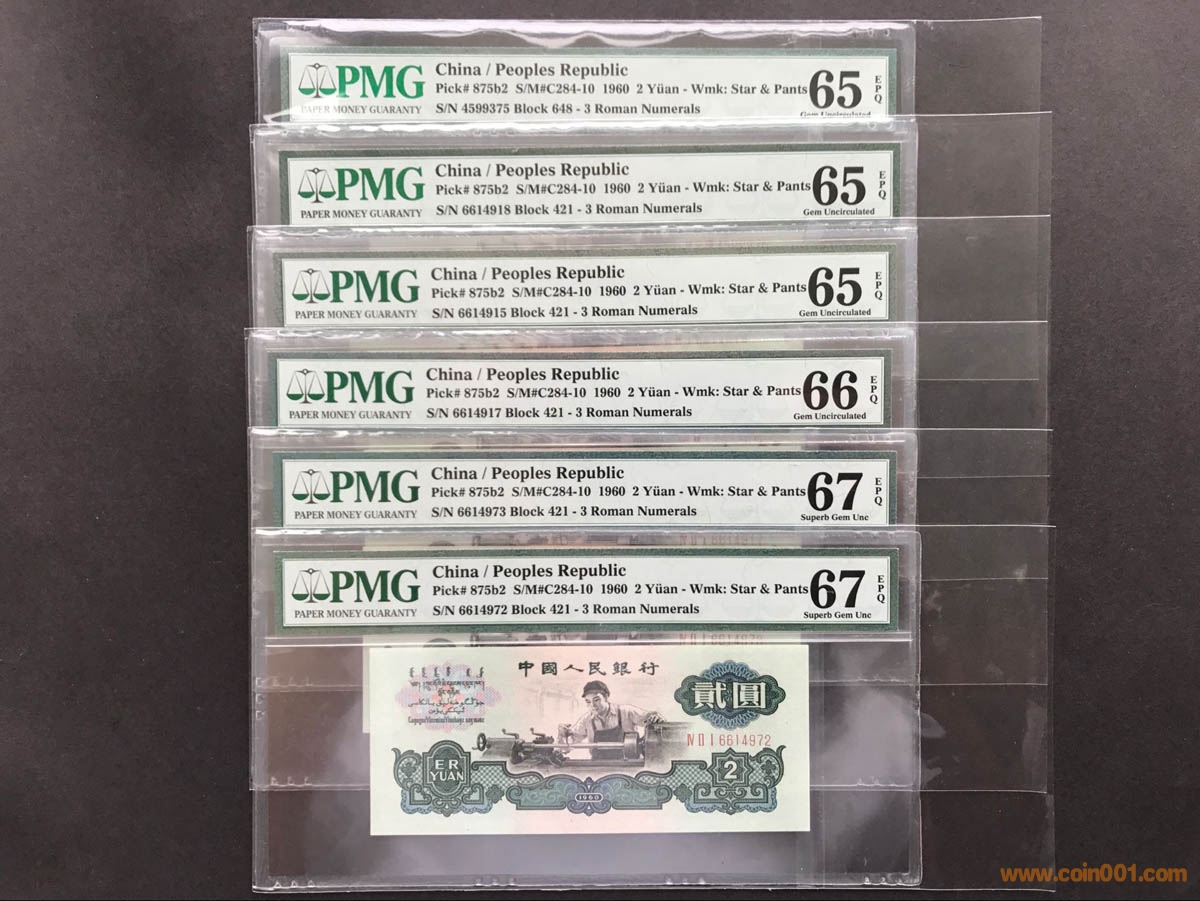 PMG
PAPER MONEY GUARANTY
China / Peoples Republic
Pick# 875b2 S/M#C284-10 1960 2 Yüan - Wmk: Star & Pants
S/N 4599375 Block 648 - 3 Roman Numerals
65
EPQ
Gem Uncirculated
PMG
PAPER MONEY GUARANTY
China / Peoples Republic
Pick# 875b2 S/M#C284-10 1960 2 Yüan - Wmk: Star & Pants
S/N 6614918 Block 421 - 3 Roman Numerals
65
EPQ
Gem Uncirculated
PMG
PAPER MONEY GUARANTY
China / Peoples Republic
Pick# 875b2 S/M#C284-10 1960 2 Yüan - Wmk: Star & Pants
S/N 6614915 Block 421 - 3 Roman Numerals
65
EPQ
Gem Uncirculated
PMG
PAPER MONEY GUARANTY
China / Peoples Republic
Pick# 875b2 S/M#C284-10 1960 2 Yüan - Wmk: Star & Pants
S/N 6614917 Block 421 - 3 Roman Numerals
66
EPQ
Gem Uncirculated
PMG
PAPER MONEY GUARANTY
China / Peoples Republic
Pick# 875b2 S/M#C284-10 1960 2 Yüan - Wmk: Star & Pants
S/N 6614973 Block 421 - 3 Roman Numerals
67
EPQ
Superb Gem Unc
PMG
PAPER MONEY GUARANTY
China / Peoples Republic
Pick# 875b2 S/M#C284-10 1960 2 Yüan - Wmk: Star & Pants
S/N 6614972 Block 421 - 3 Roman Numerals
67
EPQ
Superb Gem Unc
中國人民銀行
貳圓
ⅣⅡⅠ6614972
ER
YUAN
2
1960
www.coin001.com